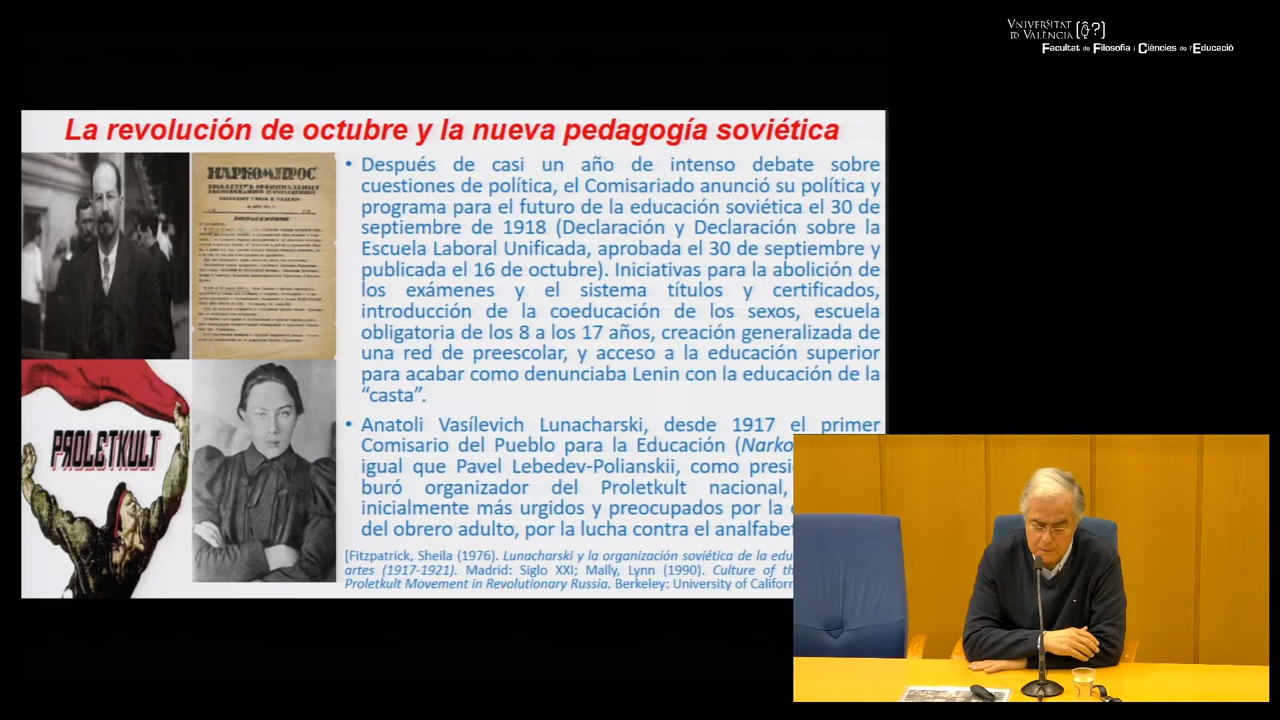 VNIVERSITAT
ID VALÈNCIA
Facultat de Filosofia i Ciències de l'Educació
La revolución de octubre y la nueva pedagogía soviética
НАРКОМПРОС
PROLETKULT
• Después de casi un año de intenso debate sobre
cuestiones de política, el Comisariado anunció su política y
programa para el futuro de la educación soviética el 30 de
septiembre de 1918 (Declaración y Declaración sobre la
Escuela Laboral Unificada, aprobada el 30 de septiembre y
publicada el 16 de octubre). Iniciativas para la abolición de
los exámenes y el sistema títulos y certificados,
introducción de la coeducación de los sexos, escuela
obligatoria de los 8 a los 17 años, creación generalizada de
una red de preescolar, y acceso a la educación superior
para acabar como denunciaba Lenin con la educación de la
“casta”.
• Anatoli Vasílevich Lunacharski, desde 1917 el primer
Comisario del Pueblo para la Educación (Narko
igual que Pavel Lebedev-Polianskii, como presi
buró organizador del Proletkult nacional,
inicialmente más urgidos y preocupados por la
del obrero adulto, por la lucha contra el analfabet
[Fitzpatrick, Sheila (1976). Lunacharski y la organización soviética de la edu
artes (1917-1921). Madrid: Siglo XXI; Mally, Lynn (1990). Culture of th
Proletkult Movement in Revolutionary Russia. Berkeley: University of Californ